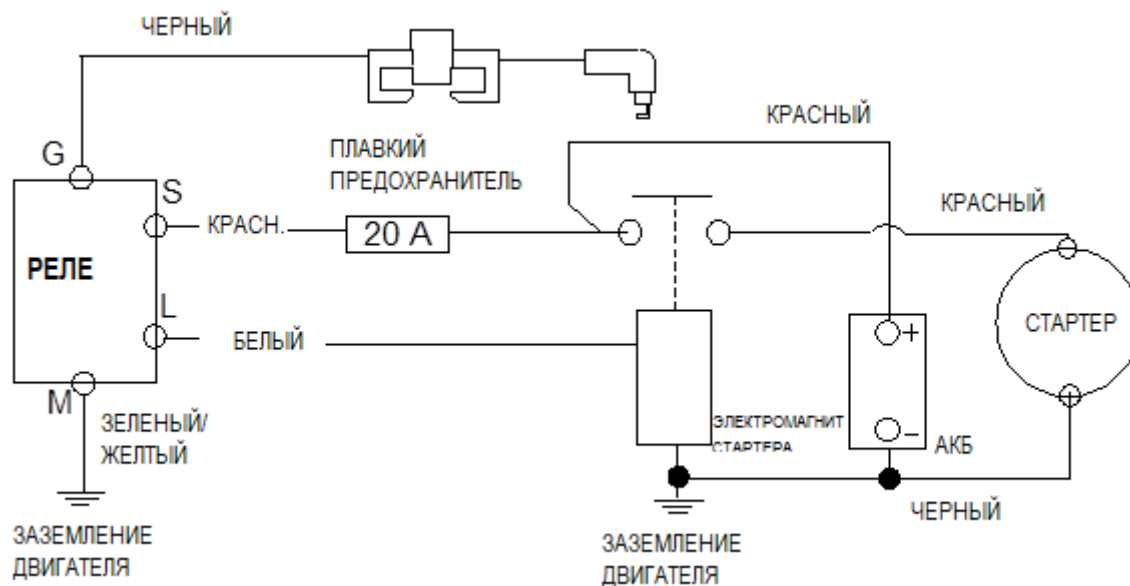 ЧЕРНЫЙ
КРАСНЫЙ
G
ПЛАВКИЙ
ПРЕДОХРАНИТЕЛЬ
S
КРАСН.
20 А
КРАСНЫЙ
РЕЛЕ
L
БЕЛЫЙ
СТАРТЕР
+
M
ЗЕЛЕНЫЙ/
ЖЕЛТЫЙ
ЭЛЕКТРОМАГНИТ
СТАРТЕРА
–
АКБ
ЧЕРНЫЙ
ЗАЗЕМЛЕНИЕ
ДВИГАТЕЛЯ
ЗАЗЕМЛЕНИЕ
ДВИГАТЕЛЯ